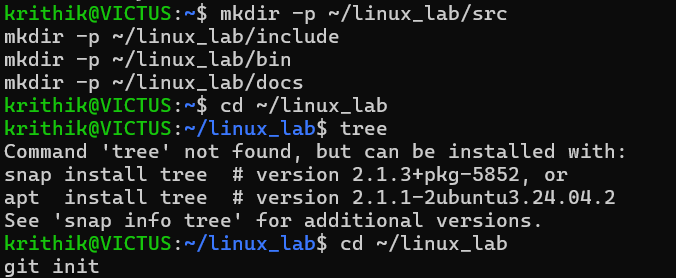 krithik@VICTUS:~$ mkdir -p ~/linux_lab/src
mkdir -p ~/linux_lab/include
mkdir -p ~/linux_lab/bin
mkdir -p ~/linux_lab/docs
krithik@VICTUS:~$ cd ~/linux_lab
krithik@VICTUS:~/linux_lab$ tree
Command 'tree' not found, but can be installed with:
snap install tree  # version 2.1.3+pkg-5852, or
apt  install tree  # version 2.1.1-2ubuntu3.24.04.2
See 'snap info tree' for additional versions.
krithik@VICTUS:~/linux_lab$ cd ~/linux_lab
git init